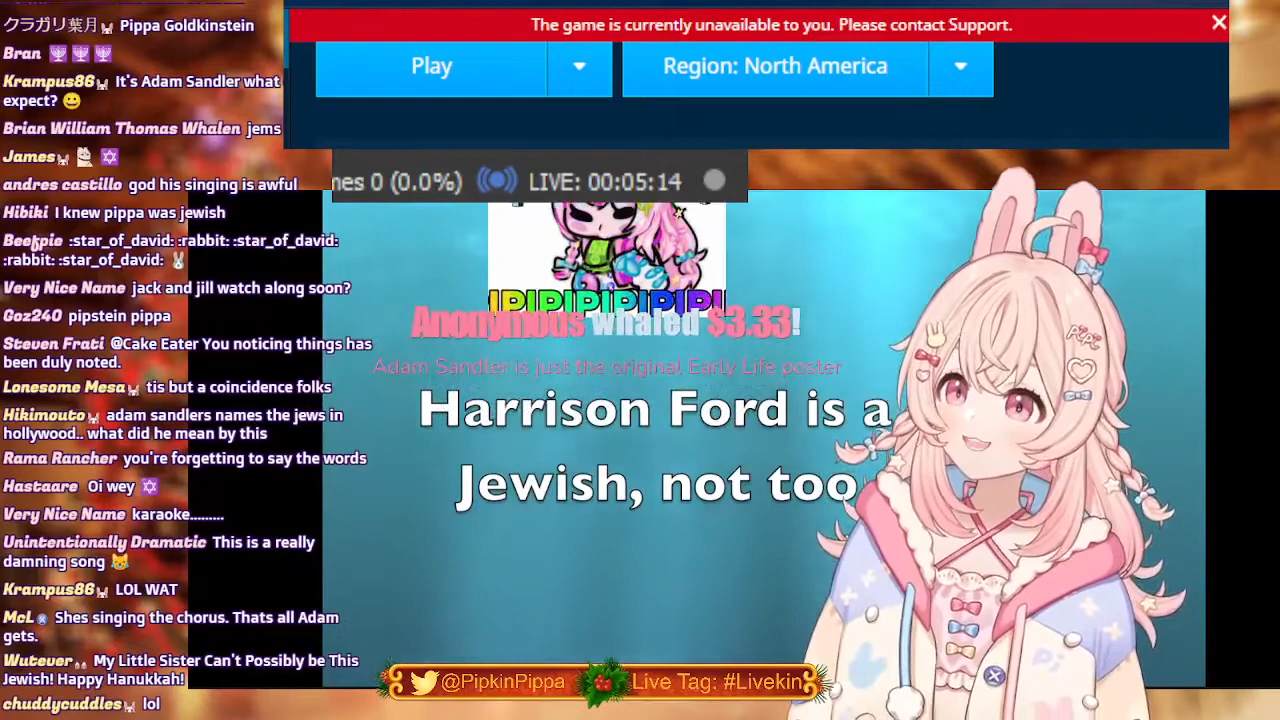 クラガリ葉月 Pippa Goldkinstein
Bran
Krampus86 It's Adam Sandler what
expect?
Brian William Thomas Whalen jems
James
andres castillo god his singing is awful
Hibiki I knew pippa was jewish
Beefpie :star_of_david: :rabbit: :star_of_david:
:rabbit: :star_of_david:
Very Nice Name jack and jill watch along soon?
Goz240 pipstein pippa
Steven Frati @Cake Eater You noticing things has
been duly noted.
Lonesome Mesa tis but a coincidence folks
Hikimouto adam sandlers names the jews in
hollywood.. what did he mean by this
Rama Rancher you're forgetting to say the words
Hastaare Oi wey
Very Nice Name karaoke.........
Unintentionally Dramatic This is a really
damning song
Krampus86 LOL WAT
McL Shes singing the chorus. Thats all Adam
gets.
Wutever My Little Sister Can't Possibly be This
Jewish! Happy Hanukkah!
chuddycuddles lol
The game is currently unavailable to you. Please contact Support.
Play
Region: North America
mes 0 (0.0%) LIVE: 00:05:14
PIPIPIPIPIPI
Anonymous whaled $3.33!
Adam Sandler is just the original Early Life poster
Harrison Ford is a
Jewish, not too
@PipkinPippa
Live Tag: #Livekin